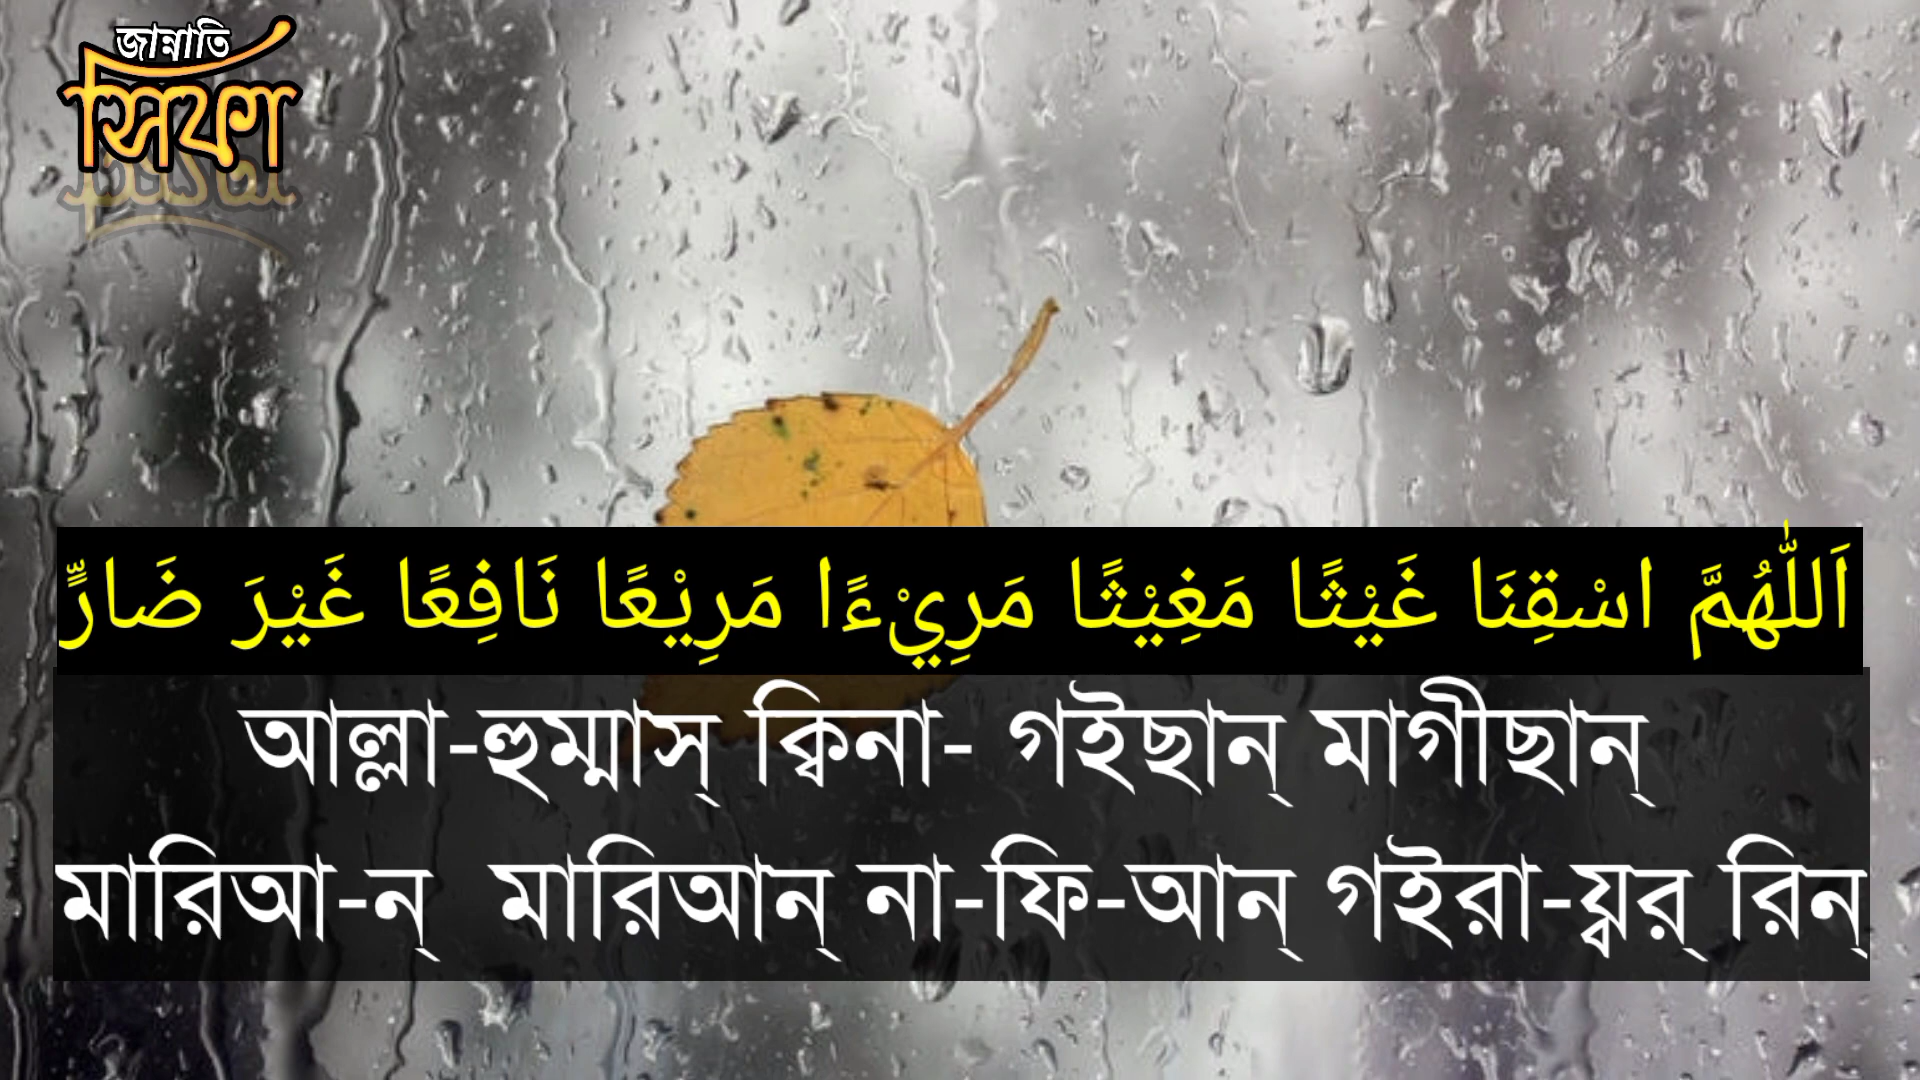 জান্নাতি
সিফা
اَللّٰهُمَّ اسْقِنَا غَيْثًا مَغِيْثًا مَرِيْءًا مَرِيْعًا نَافِعًا غَيْرَ ضَارٍّ
আল্লা-হুম্মাস্ ক্বিনা- গইছান্ মাগীছান্
মারিআ-ন্ মারিআন্ না-ফি-আন্ গইরা-য্বর্ রিন্